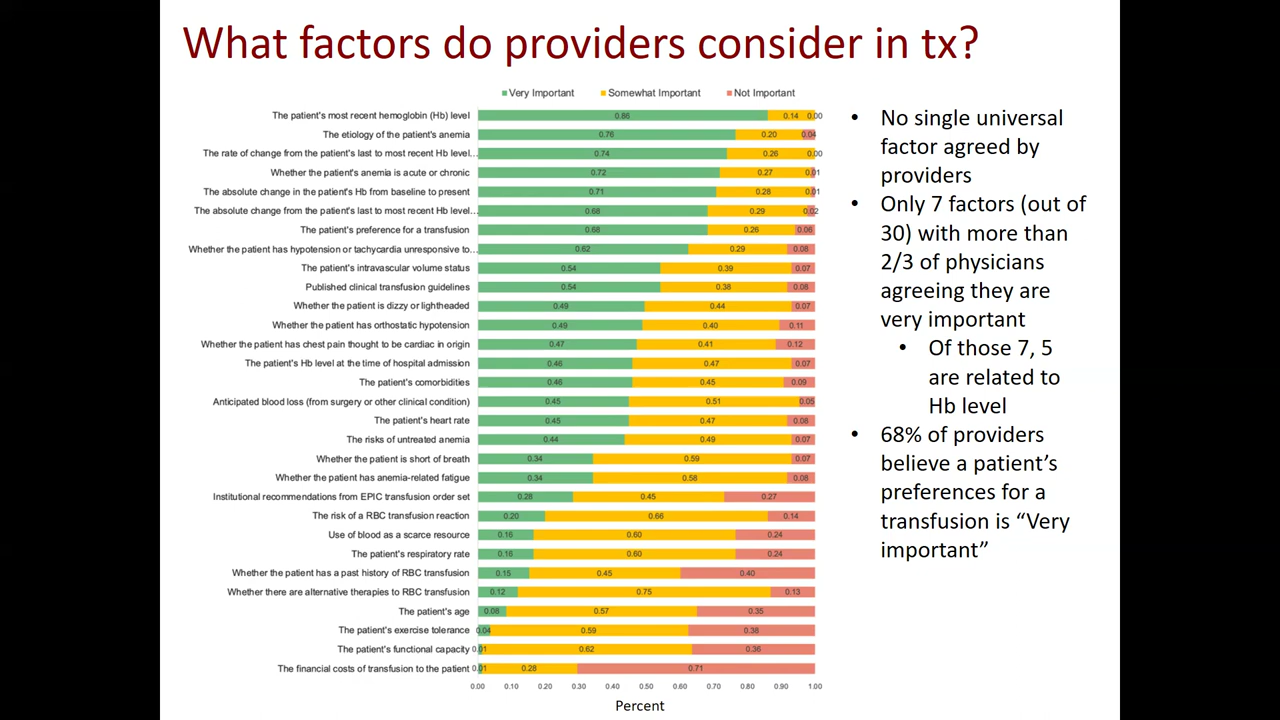 What factors do providers consider in tx?
Very Important Somewhat Important Not Important
The patient's most recent hemoglobin (Hb) level 0.86 0.14 0.00
The etiology of the patient's anemia 0.76 0.20 0.04
The rate of change from the patient's last to most recent Hb level... 0.74 0.26 0.00
Whether the patient's anemia is acute or chronic 0.72 0.27 0.01
The absolute change in the patient's Hb from baseline to present 0.71 0.28 0.01
The absolute change from the patient's last to most recent Hb level... 0.68 0.29 0.02
The patient's preference for a transfusion 0.68 0.26 0.06
Whether the patient has hypotension or tachycardia unresponsive to... 0.62 0.29 0.08
The patient's intravascular volume status 0.54 0.39 0.07
Published clinical transfusion guidelines 0.54 0.38 0.08
Whether the patient is dizzy or lightheaded 0.49 0.44 0.07
Whether the patient has orthostatic hypotension 0.49 0.40 0.11
Whether the patient has chest pain thought to be cardiac in origin 0.47 0.41 0.12
The patient's Hb level at the time of hospital admission 0.46 0.47 0.07
The patient's comorbidities 0.46 0.45 0.09
Anticipated blood loss (from surgery or other clinical condition) 0.45 0.51 0.05
The patient's heart rate 0.45 0.47 0.08
The risks of untreated anemia 0.44 0.49 0.07
Whether the patient is short of breath 0.34 0.59 0.07
Whether the patient has anemia-related fatigue 0.34 0.58 0.08
Institutional recommendations from EPIC transfusion order set 0.28 0.45 0.27
The risk of a RBC transfusion reaction 0.20 0.66 0.14
Use of blood as a scarce resource 0.16 0.60 0.24
The patient's respiratory rate 0.16 0.60 0.24
Whether the patient has a past history of RBC transfusion 0.15 0.45 0.40
Whether there are alternative therapies to RBC transfusion 0.12 0.75 0.13
The patient's age 0.08 0.57 0.35
The patient's exercise tolerance 0.04 0.59 0.38
The patient's functional capacity 0.01 0.62 0.36
The financial costs of transfusion to the patient 0.01 0.28 0.71
0.00 0.10 0.20 0.30 0.40 0.50 0.60 0.70 0.80 0.90 1.00
Percent
• No single universal
factor agreed by
providers
• Only 7 factors (out of
30) with more than
2/3 of physicians
agreeing they are
very important
• Of those 7, 5
are related to
Hb level
• 68% of providers
believe a patient's
preferences for a
transfusion is “Very
important”